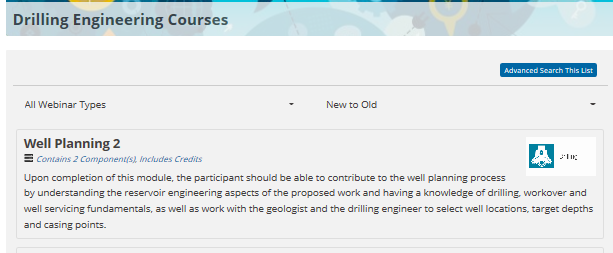 Drilling Engineering Courses
Advanced Search This List
All Webinar Types
New to Old
Well Planning 2
Contains 2 Component(s), Includes Credits
Drilling
Upon completion of this module, the participant should be able to contribute to the well planning process
by understanding the reservoir engineering aspects of the proposed work and having a knowledge of drilling, workover and
well servicing fundamentals, as well as work with the geologist and the drilling engineer to select well locations, target depths
and casing points.